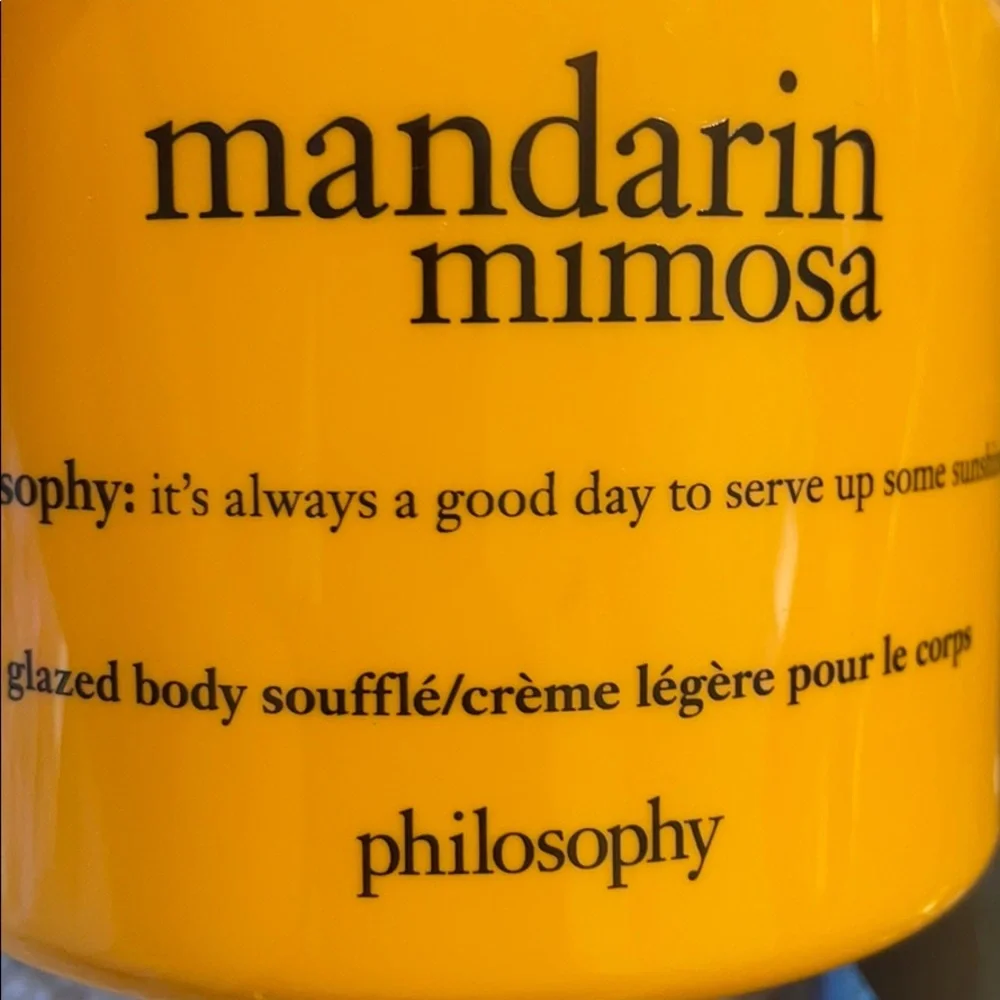 mandarin
mimosa
sophy: it's always a good day to serve up some
glazed body soufflé/crème légère pour le corps
philosophy